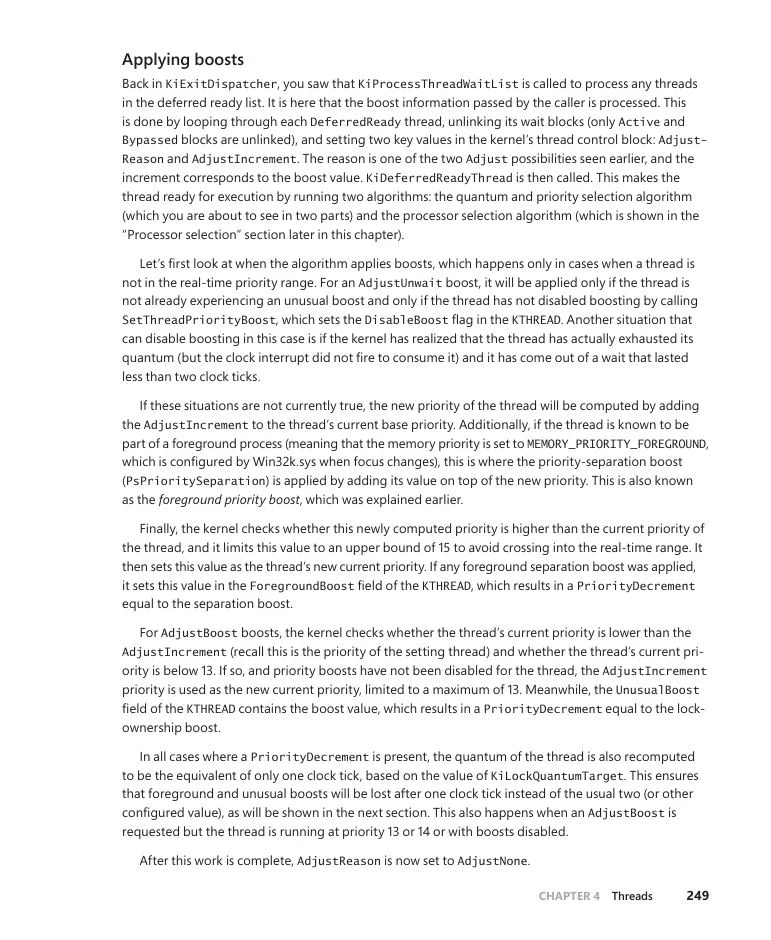 Applying boosts
Back in KiExitDispatcher, you saw that KiProcessThreadWaitList is called to process any threads
in the deferred ready list. It is here that the boost information passed by the caller is processed. This
is done by looping through each DeferredReady thread, unlinking its wait blocks (only Active and
Bypassed blocks are unlinked), and setting two key values in the kernel’s thread control block: Adjust-
Reason and AdjustIncrement. The reason is one of the two Adjust possibilities seen earlier, and the
increment corresponds to the boost value. KiDeferredReadyThread is then called. This makes the
thread ready for execution by running two algorithms: the quantum and priority selection algorithm
(which you are about to see in two parts) and the processor selection algorithm (which is shown in the
“Processor selection” section later in this chapter).
Let’s first look at when the algorithm applies boosts, which happens only in cases when a thread is
not in the real-time priority range. For an AdjustUnwait boost, it will be applied only if the thread is
not already experiencing an unusual boost and only if the thread has not disabled boosting by calling
SetThreadPriorityBoost, which sets the DisableBoost flag in the KTHREAD. Another situation that
can disable boosting in this case is if the kernel has realized that the thread has actually exhausted its
quantum (but the clock interrupt did not fire to consume it) and it has come out of a wait that lasted
less than two clock ticks.
If these situations are not currently true, the new priority of the thread will be computed by adding
the AdjustIncrement to the thread’s current base priority. Additionally, if the thread is known to be
part of a foreground process (meaning that the memory priority is set to MEMORY_PRIORITY_FOREGROUND,
which is configured by Win32k.sys when focus changes), this is where the priority-separation boost
(PsPrioritySeparation) is applied by adding its value on top of the new priority. This is also known
as the foreground priority boost, which was explained earlier.
Finally, the kernel checks whether this newly computed priority is higher than the current priority of
the thread, and it limits this value to an upper bound of 15 to avoid crossing into the real-time range. It
then sets this value as the thread’s new current priority. If any foreground separation boost was applied,
it sets this value in the ForegroundBoost field of the KTHREAD, which results in a PriorityDecrement
equal to the separation boost.
For AdjustBoost boosts, the kernel checks whether the thread’s current priority is lower than the
AdjustIncrement (recall this is the priority of the setting thread) and whether the thread’s current pri-
ority is below 13. If so, and priority boosts have not been disabled for the thread, the AdjustIncrement
priority is used as the new current priority, limited to a maximum of 13. Meanwhile, the UnusualBoost
field of the KTHREAD contains the boost value, which results in a PriorityDecrement equal to the lock-
ownership boost.
In all cases where a PriorityDecrement is present, the quantum of the thread is also recomputed
to be the equivalent of only one clock tick, based on the value of KiLockQuantumTarget. This ensures
that foreground and unusual boosts will be lost after one clock tick instead of the usual two (or other
configured value), as will be shown in the next section. This also happens when an AdjustBoost is
requested but the thread is running at priority 13 or 14 or with boosts disabled.
After this work is complete, AdjustReason is now set to AdjustNone.
CHAPTER 4 Threads 249